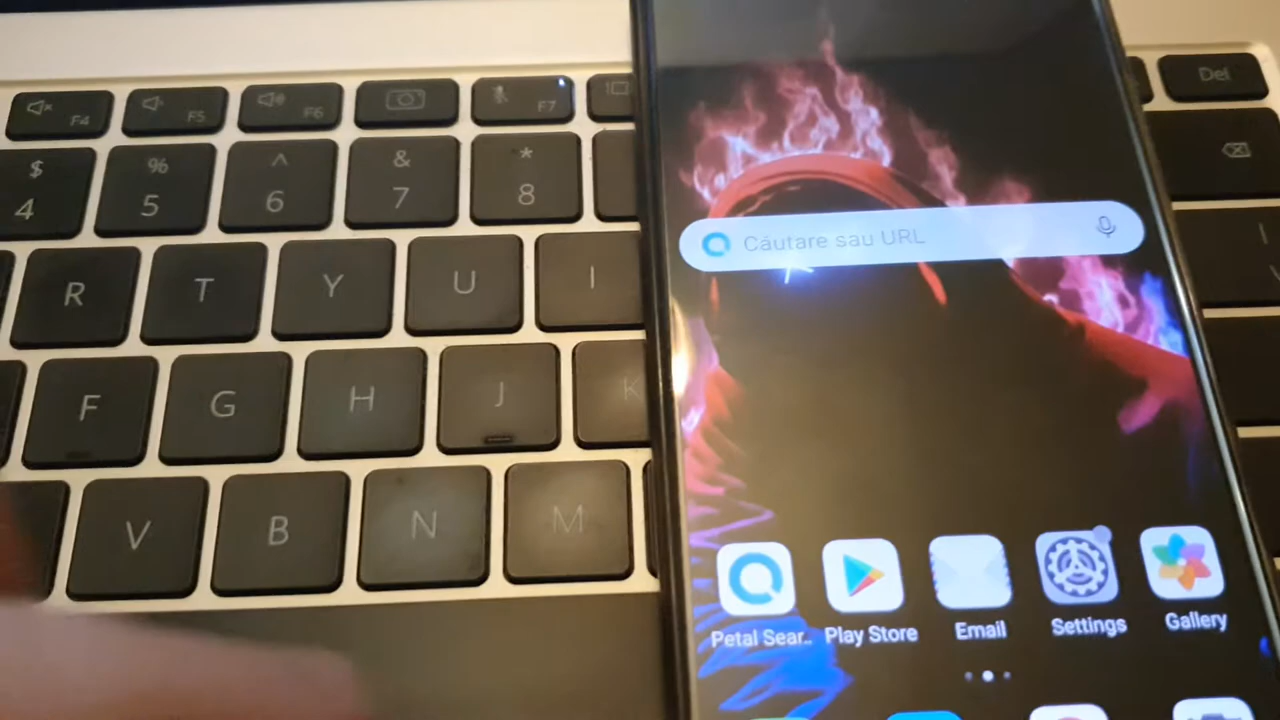 F4 F5 F6 F7
Del
$ % ^ & *
4 5 6 7 8
R T Y U I
F G H J K
V B N M
Căutare sau URL
Petal Sear.. Play Store Email Settings Gallery